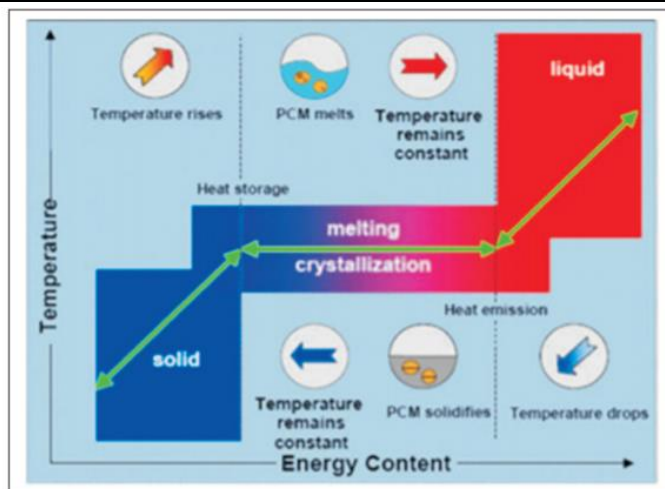 Temperature rises
PCM melts
Temperature
remains
constant
liquid
Heat storage
melting
crystallization
Heat emission
solid
Temperature
remains
constant
PCM solidifies
Temperature drops
Temperature
Energy Content